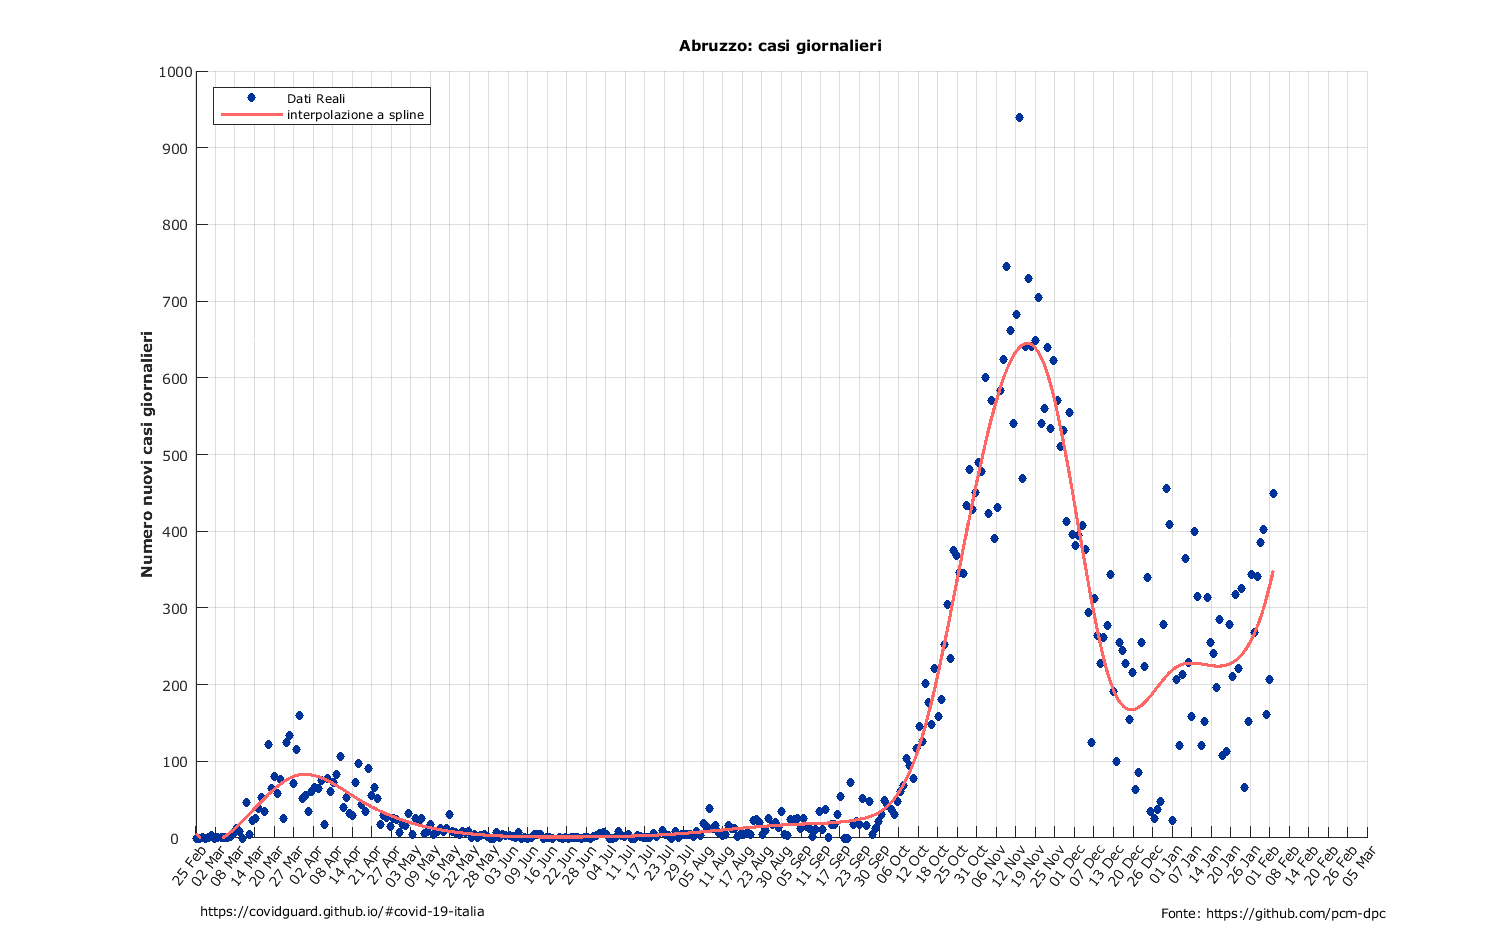 Abruzzo: casi giornalieri
Dati Reali
interpolazione a spline
Numero nuovi casi giornalieri
1000
900
800
700
600
500
400
300
200
100
0
25 Feb
02 Mar
08 Mar
14 Mar
20 Mar
27 Mar
02 Apr
08 Apr
14 Apr
21 Apr
27 Apr
03 May
09 May
16 May
22 May
28 May
03 Jun
09 Jun
16 Jun
22 Jun
28 Jun
04 Jul
11 Jul
17 Jul
23 Jul
29 Jul
05 Aug
11 Aug
17 Aug
23 Aug
30 Aug
05 Sep
11 Sep
17 Sep
23 Sep
30 Sep
06 Oct
12 Oct
18 Oct
25 Oct
31 Oct
06 Nov
12 Nov
19 Nov
25 Dec
01 Dec
07 Dec
13 Dec
20 Dec
26 Dec
01 Jan
07 Jan
14 Jan
20 Jan
26 Jan
01 Feb
08 Feb
14 Feb
20 Feb
26 Feb
05 Mar
https://covidguard.github.io/#covid-19-italia
Fonte: https://github.com/pcm-dpc